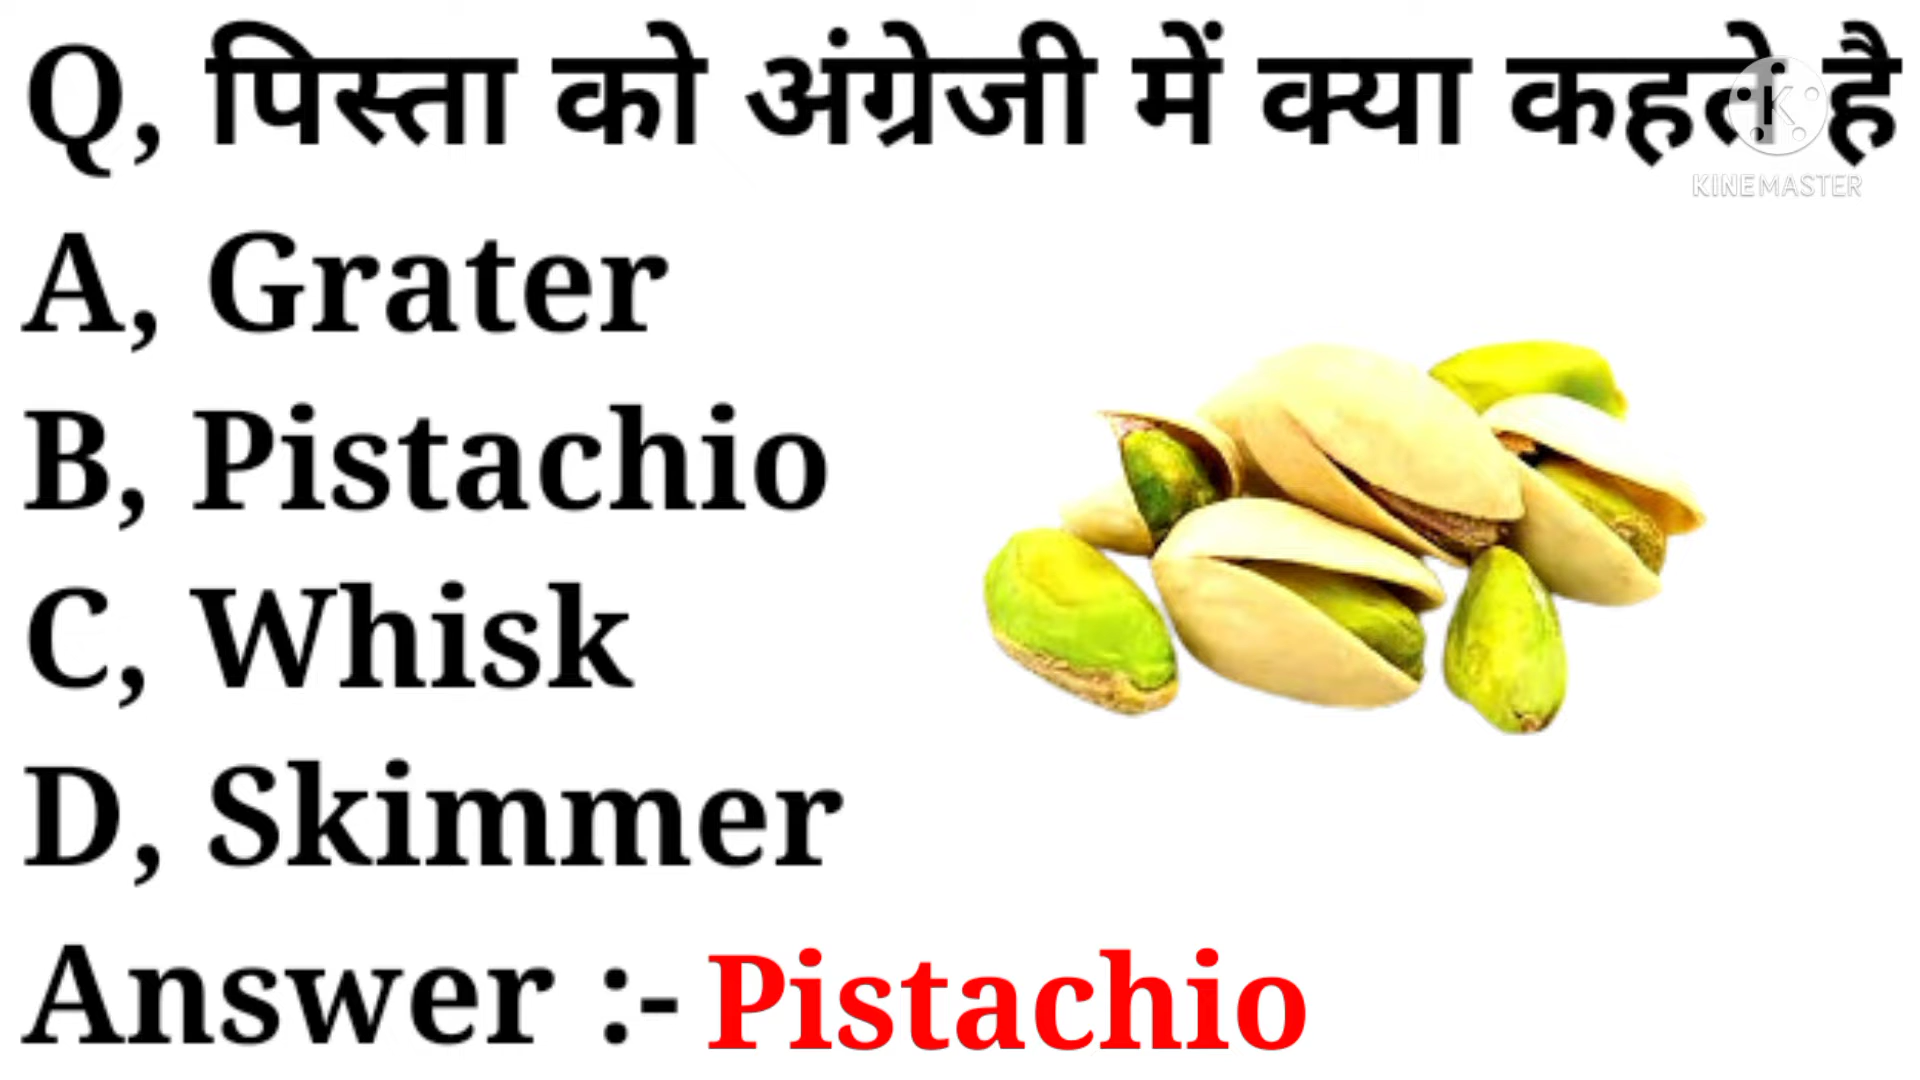 Q, पिस्ता को अंग्रेजी में क्या कहते है
KINEMASTER
A, Grater
B, Pistachio
C, Whisk
D, Skimmer
Answer :- Pistachio